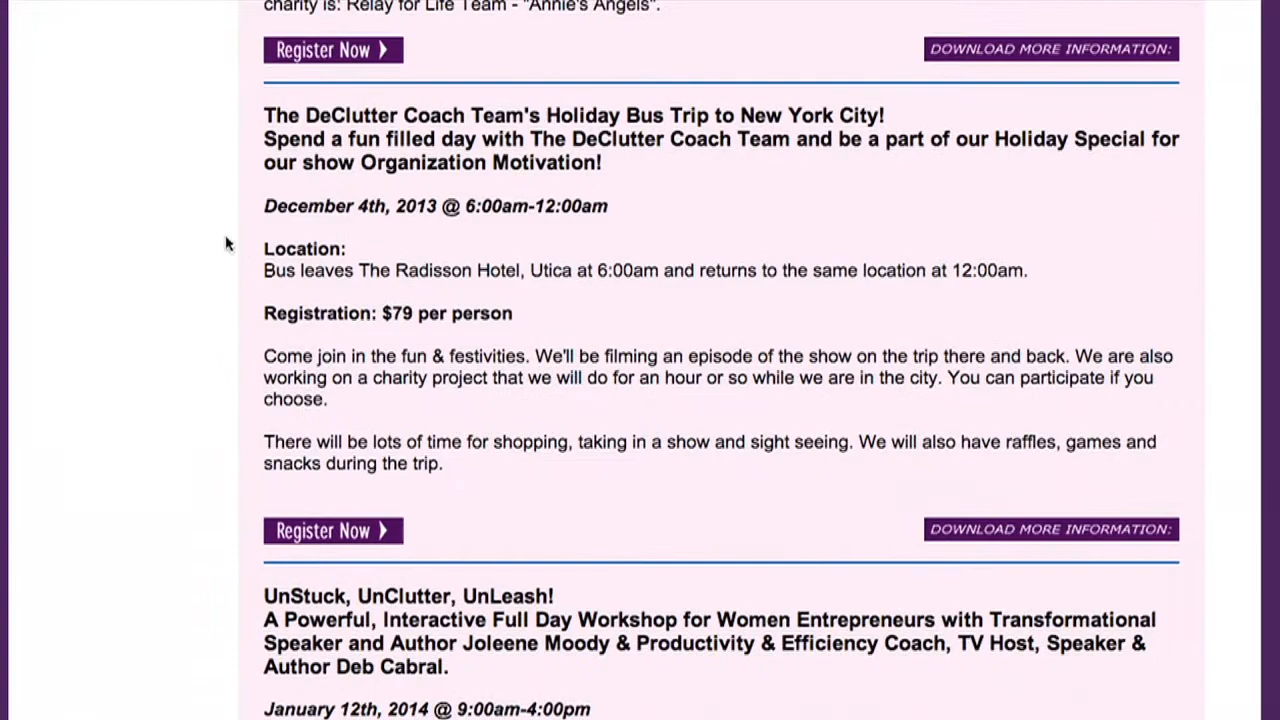 charity is: Relay for Life Team - "Annie's Angels".
Register Now
DOWNLOAD MORE INFORMATION:
The DeClutter Coach Team's Holiday Bus Trip to New York City!
Spend a fun filled day with The DeClutter Coach Team and be a part of our Holiday Special for
our show Organization Motivation!
December 4th, 2013 @ 6:00am-12:00am
Location:
Bus leaves The Radisson Hotel, Utica at 6:00am and returns to the same location at 12:00am.
Registration: $79 per person
Come join in the fun & festivities. We'll be filming an episode of the show on the trip there and back. We are also
working on a charity project that we will do for an hour or so while we are in the city. You can participate if you
choose.
There will be lots of time for shopping, taking in a show and sight seeing. We will also have raffles, games and
snacks during the trip.
Register Now
DOWNLOAD MORE INFORMATION:
UnStuck, UnClutter, UnLeash!
A Powerful, Interactive Full Day Workshop for Women Entrepreneurs with Transformational
Speaker and Author Joleene Moody & Productivity & Efficiency Coach, TV Host, Speaker &
Author Deb Cabral.
January 12th, 2014 @ 9:00am-4:00pm